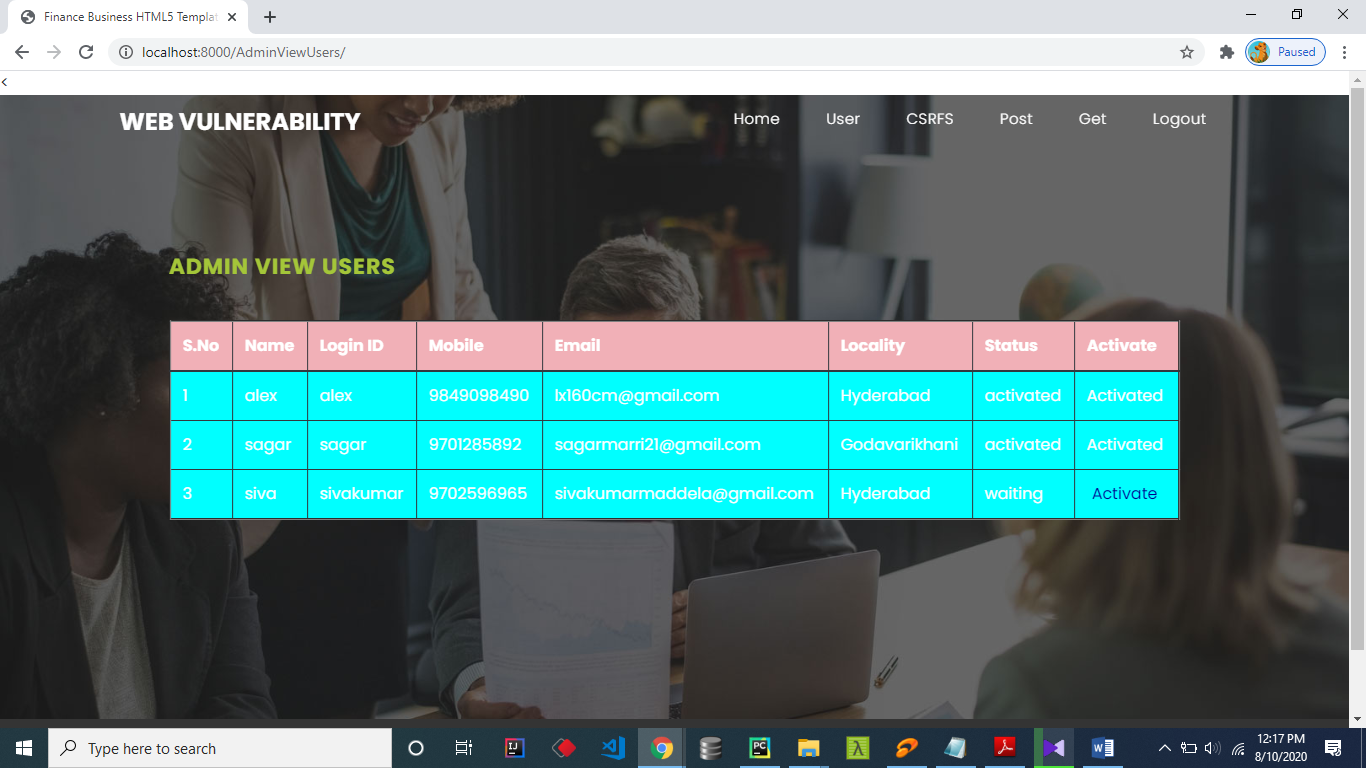 Finance Business HTML5 Templat
localhost:8000/AdminViewUsers/
Paused
<
WEB VULNERABILITY Home User CSRFS Post Get Logout
ADMIN VIEW USERS
S.No Name Login ID Mobile Email Locality Status Activate
1 alex alex 9849098490 lx160cm@gmail.com Hyderabad activated Activated
2 sagar sagar 9701285892 sagarmarri21@gmail.com Godavarikhani activated Activated
3 siva sivakumar 9702596965 sivakumarmaddela@gmail.com Hyderabad waiting Activate
Type here to search
12:17 PM
8/10/2020